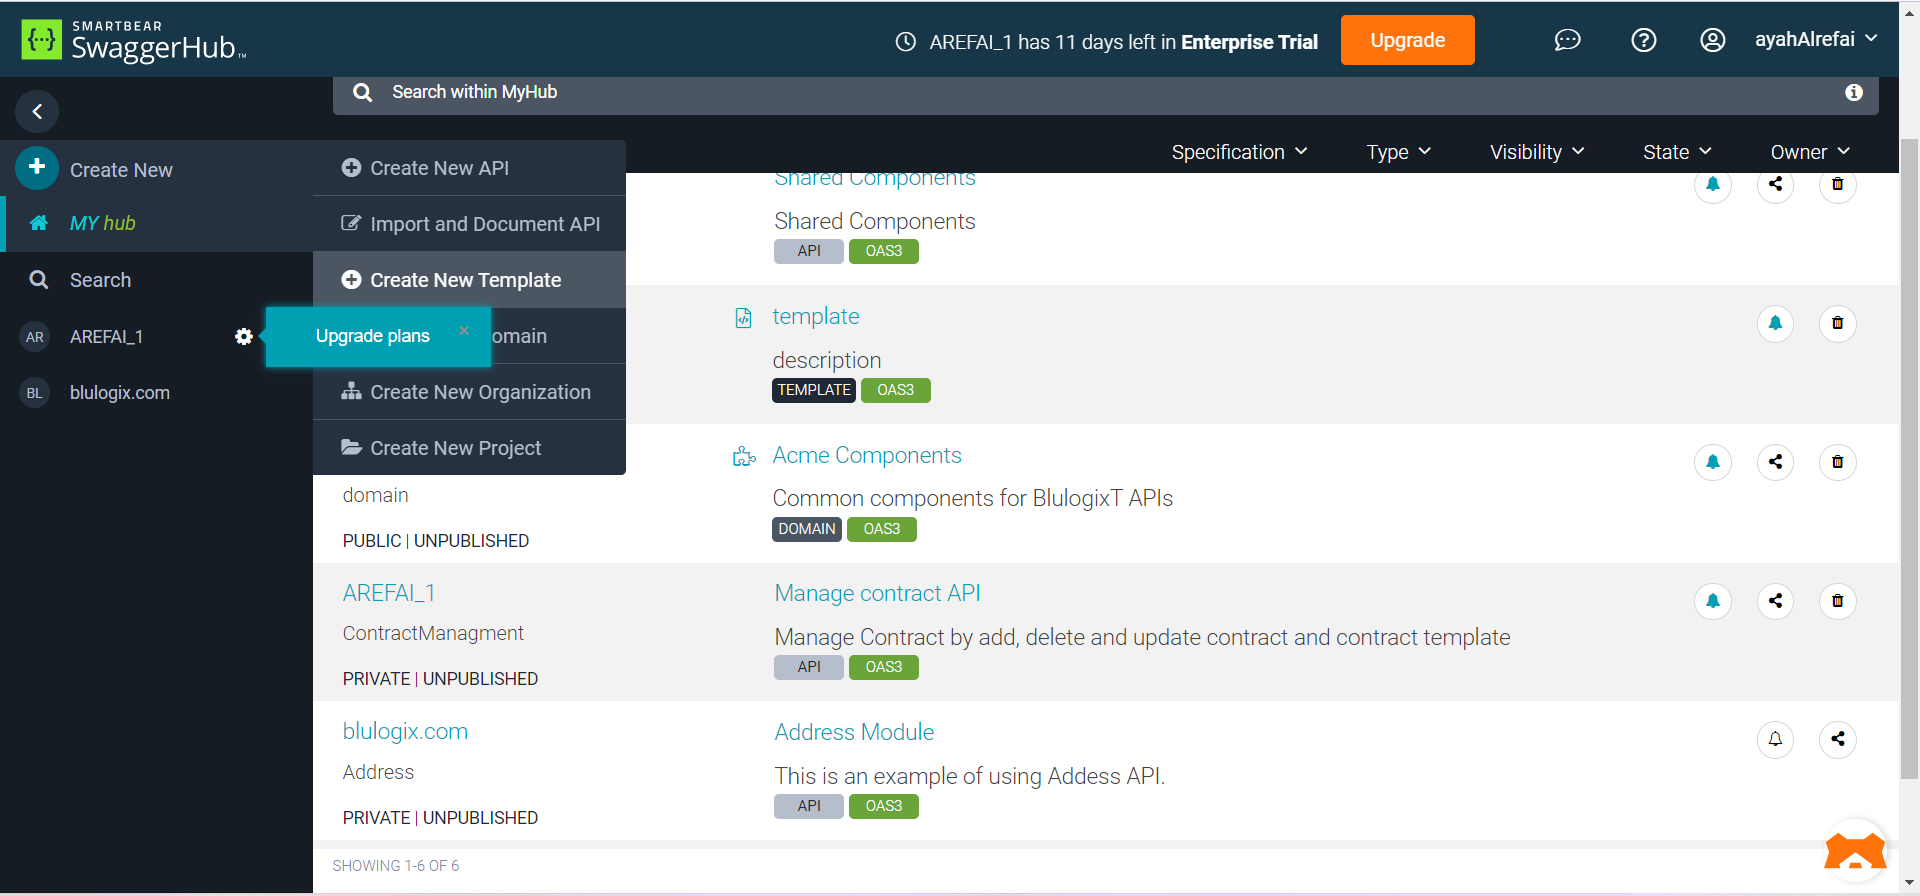 SMARTBEAR
SwaggerHub™
AREFAI_1 has 11 days left in Enterprise Trial
Upgrade
ayahAlrefai
Search within MyHub
Create New
MY hub
Search
AR AREFAI_1
BL blulogix.com
Create New API
Import and Document API
Create New Template
Upgrade plans ×
omain
Create New Organization
Create New Project
Specification Type Visibility State Owner
Shared Components
Shared Components
API OAS3
template
description
TEMPLATE OAS3
Acme Components
domain
Common components for BlulogixT APIs
DOMAIN OAS3
PUBLIC | UNPUBLISHED
AREFAI_1
Manage contract API
ContractManagment
Manage Contract by add, delete and update contract and contract template
API OAS3
PRIVATE | UNPUBLISHED
blulogix.com
Address Module
Address
This is an example of using Addess API.
API OAS3
PRIVATE | UNPUBLISHED
SHOWING 1-6 OF 6